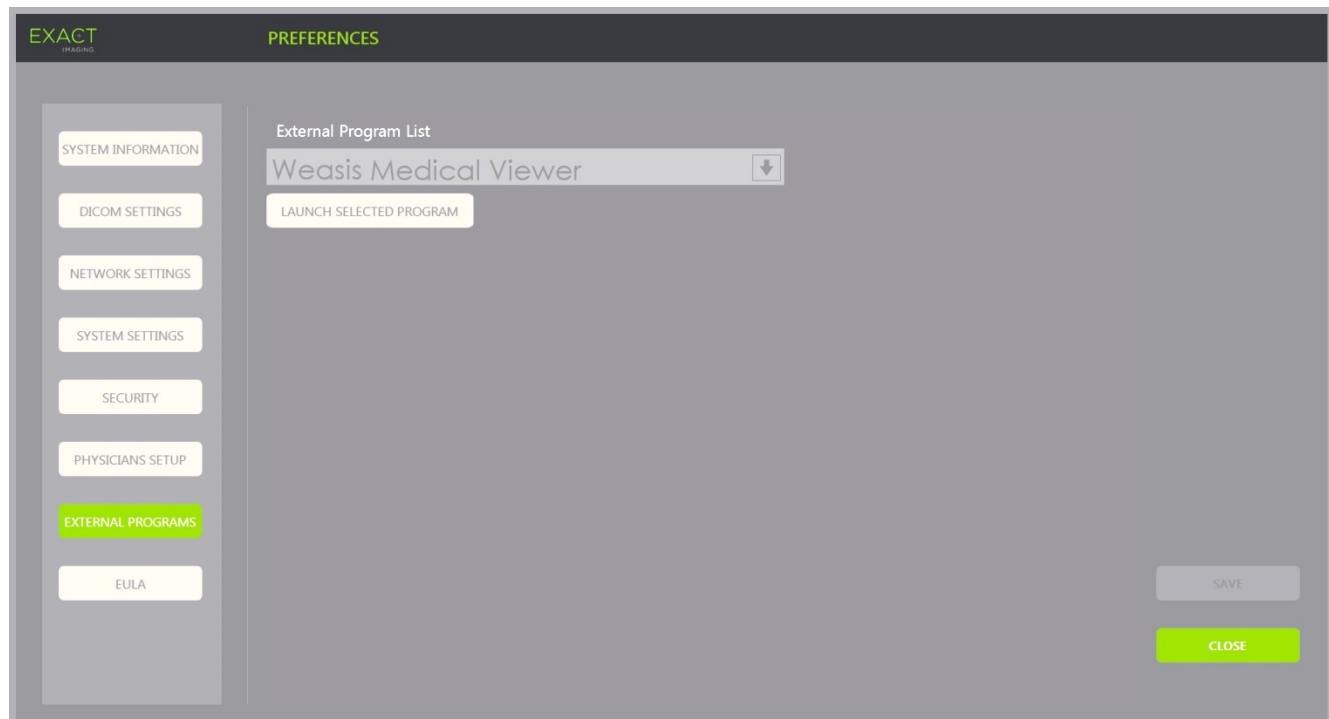 EXACT
IMAGING
PREFERENCES
SYSTEM INFORMATION
DICOM SETTINGS
NETWORK SETTINGS
SYSTEM SETTINGS
SECURITY
PHYSICIANS SETUP
EXTERNAL PROGRAMS
EULA
External Program List
Weasis Medical Viewer
LAUNCH SELECTED PROGRAM
SAVE
CLOSE